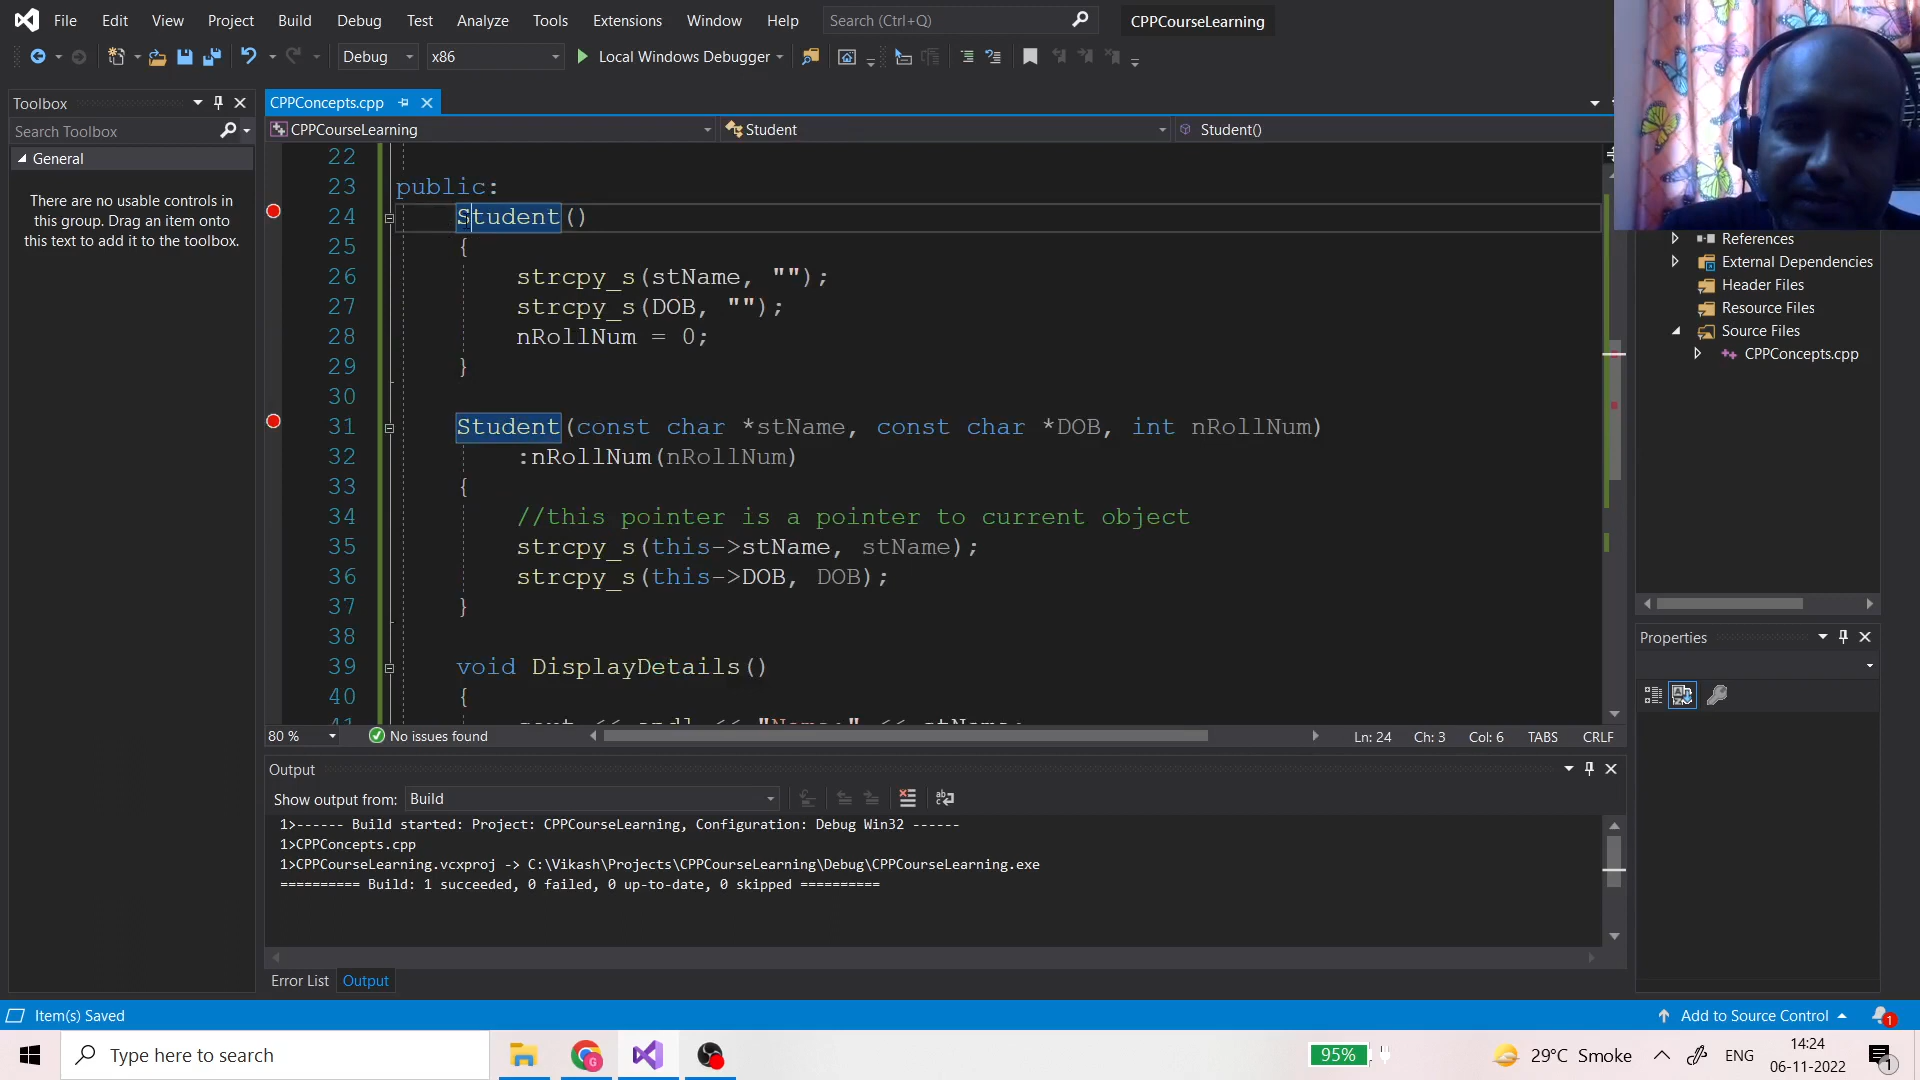 File Edit View Project Build Debug Test Analyze Tools Extensions Window Help Search (Ctrl+Q) CPPCourseLearning
Debug x86 Local Windows Debugger
Toolbox
Search Toolbox
General
There are no usable controls in
this group. Drag an item onto
this text to add it to the toolbox.
CPPConcepts.cpp
CPPCourseLearning Student Student()
22
23 public:
24 Student()
25 {
26 strcpy_s(stName, "");
27 strcpy_s(DOB, "");
28 nRollNum = 0;
29 }
30
31 Student(const char *stName, const char *DOB, int nRollNum)
32 :nRollNum(nRollNum)
33 {
34 //this pointer is a pointer to current object
35 strcpy_s(this->stName, stName);
36 strcpy_s(this->DOB, DOB);
37 }
38
39 void DisplayDetails()
40 {
80 % No issues found Ln: 24 Ch: 3 Col: 6 TABS CRLF
References
External Dependencies
Header Files
Resource Files
Source Files
CPPConcepts.cpp
Properties
Output
Show output from: Build
1>------ Build started: Project: CPPCourseLearning, Configuration: Debug Win32 ------
1>CPPConcepts.cpp
1>CPPCourseLearning.vcxproj -> C:\Vikash\Projects\CPPCourseLearning\Debug\CPPCourseLearning.exe
========== Build: 1 succeeded, 0 failed, 0 up-to-date, 0 skipped ==========
Error List Output
Item(s) Saved Add to Source Control 1
Type here to search 95% 29°C Smoke ENG 14:24
06-11-2022 1